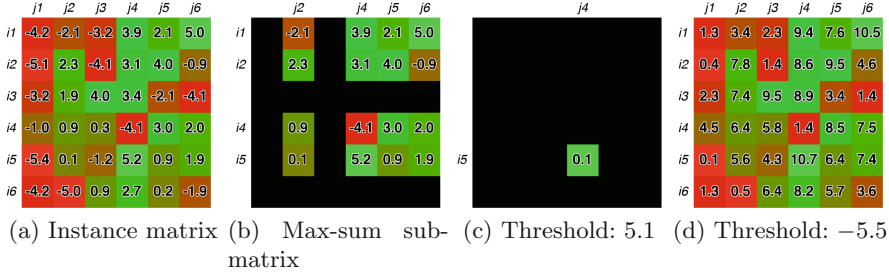 j1 j2 j3 j4 j5 j6
i1 -4.2 -2.1 -3.2 3.9 2.1 5.0
i2 -5.1 2.3 -4.1 3.1 4.0 -0.9
i3 -3.2 1.9 4.0 3.4 -2.1 -4.1
i4 -1.0 0.9 0.3 -4.1 3.0 2.0
i5 -5.4 0.1 -1.2 5.2 0.9 1.9
i6 -4.2 -5.0 0.9 2.7 0.2 -1.9
(a) Instance matrix
j2 j4 j5 j6
i1 -2.1 3.9 2.1 5.0
i2 2.3 3.1 4.0 -0.9
i4 0.9 -4.1 3.0 2.0
i5 0.1 5.2 0.9 1.9
(b) Max-sum sub-
matrix
j4
i5 0.1
(c) Threshold: 5.1
j1 j2 j3 j4 j5 j6
i1 1.3 3.4 2.3 9.4 7.6 10.5
i2 0.4 7.8 1.4 8.6 9.5 4.6
i3 2.3 7.4 9.5 8.9 3.4 1.4
i4 4.5 6.4 5.8 1.4 8.5 7.5
i5 0.1 5.6 4.3 10.7 6.4 7.4
i6 1.3 0.5 6.4 8.2 5.7 3.6
(d) Threshold: −5.5